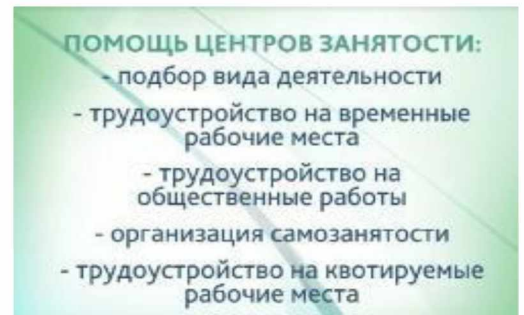 ПОМОЩЬ ЦЕНТРОВ ЗАНЯТОСТИ:
- подбор вида деятельности
- трудоустройство на временные
рабочие места
- трудоустройство на
общественные работы
- организация самозанятости
- трудоустройство на квотируемые
рабочие места